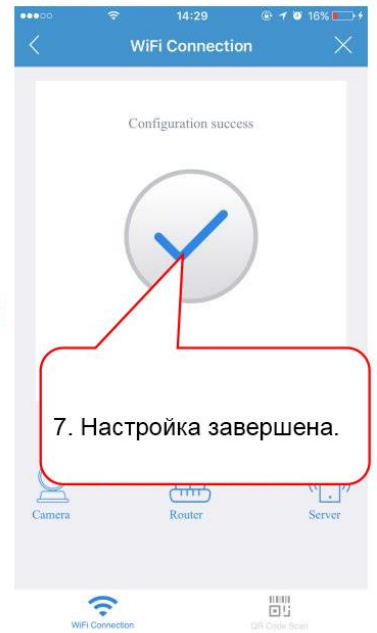 14:29 16%
WiFi Connection
Configuration success
7. Настройка завершена.
Camera Router Server
WiFi Connection QR Code Scan